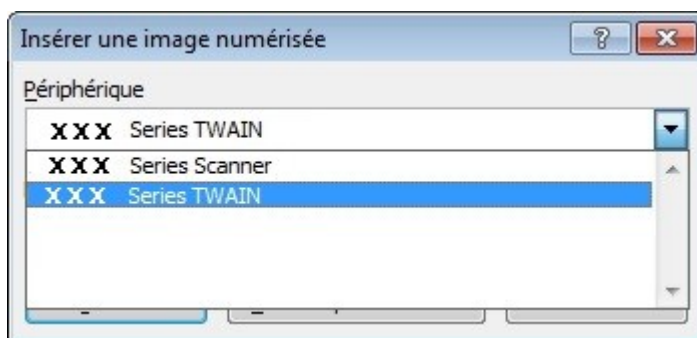 Insérer une image numérisée
Périphérique
XXX Series TWAIN
XXX Series Scanner
XXX Series TWAIN